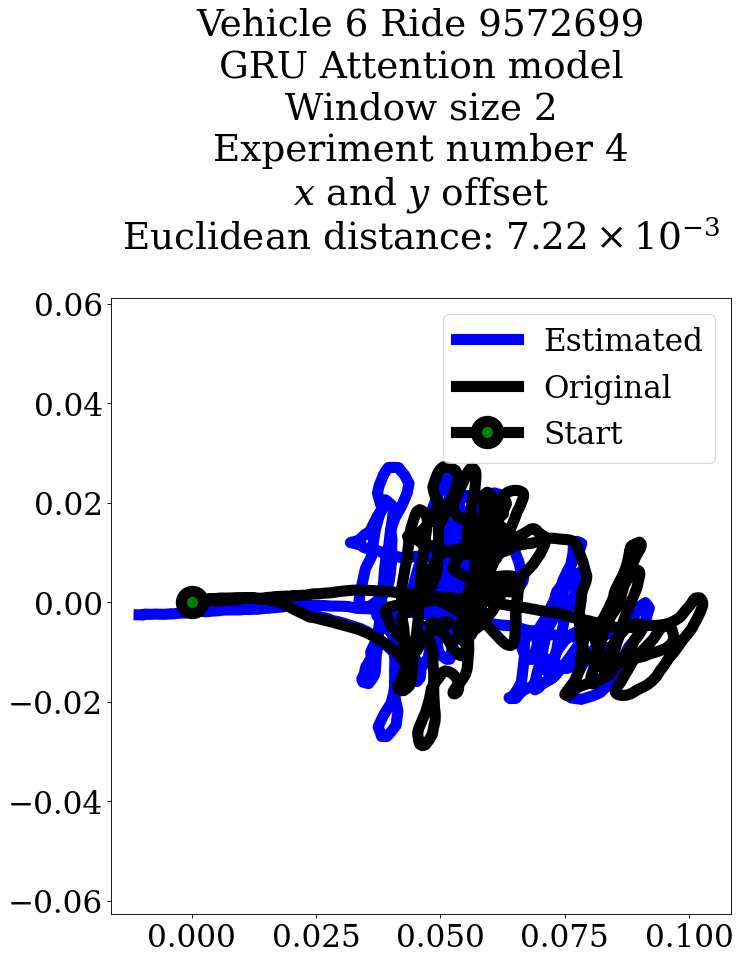 Vehicle 6 Ride 9572699
GRU Attention model
Window size 2
Experiment number 4
x and y offset
Euclidean distance: 7.22 × 10⁻³
Estimated
Original
Start
0.06
0.04
0.02
0.00
−0.02
−0.04
−0.06
0.000 0.025 0.050 0.075 0.100